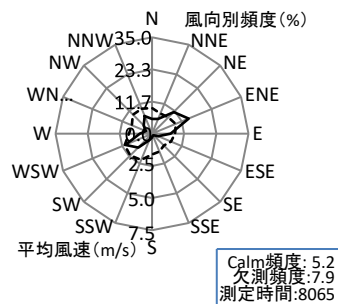 N
風向別頻度(%)
35.0
NNW
NNE
NW
23.3
NE
WN...
11.7
ENE
W
0.0
E
WSW
2.5
ESE
SW
5.0
SE
SSW
SSE
7.5
S
平均風速(m/s)
Calm頻度: 5.2
欠測頻度:7.9
測定時間:8065